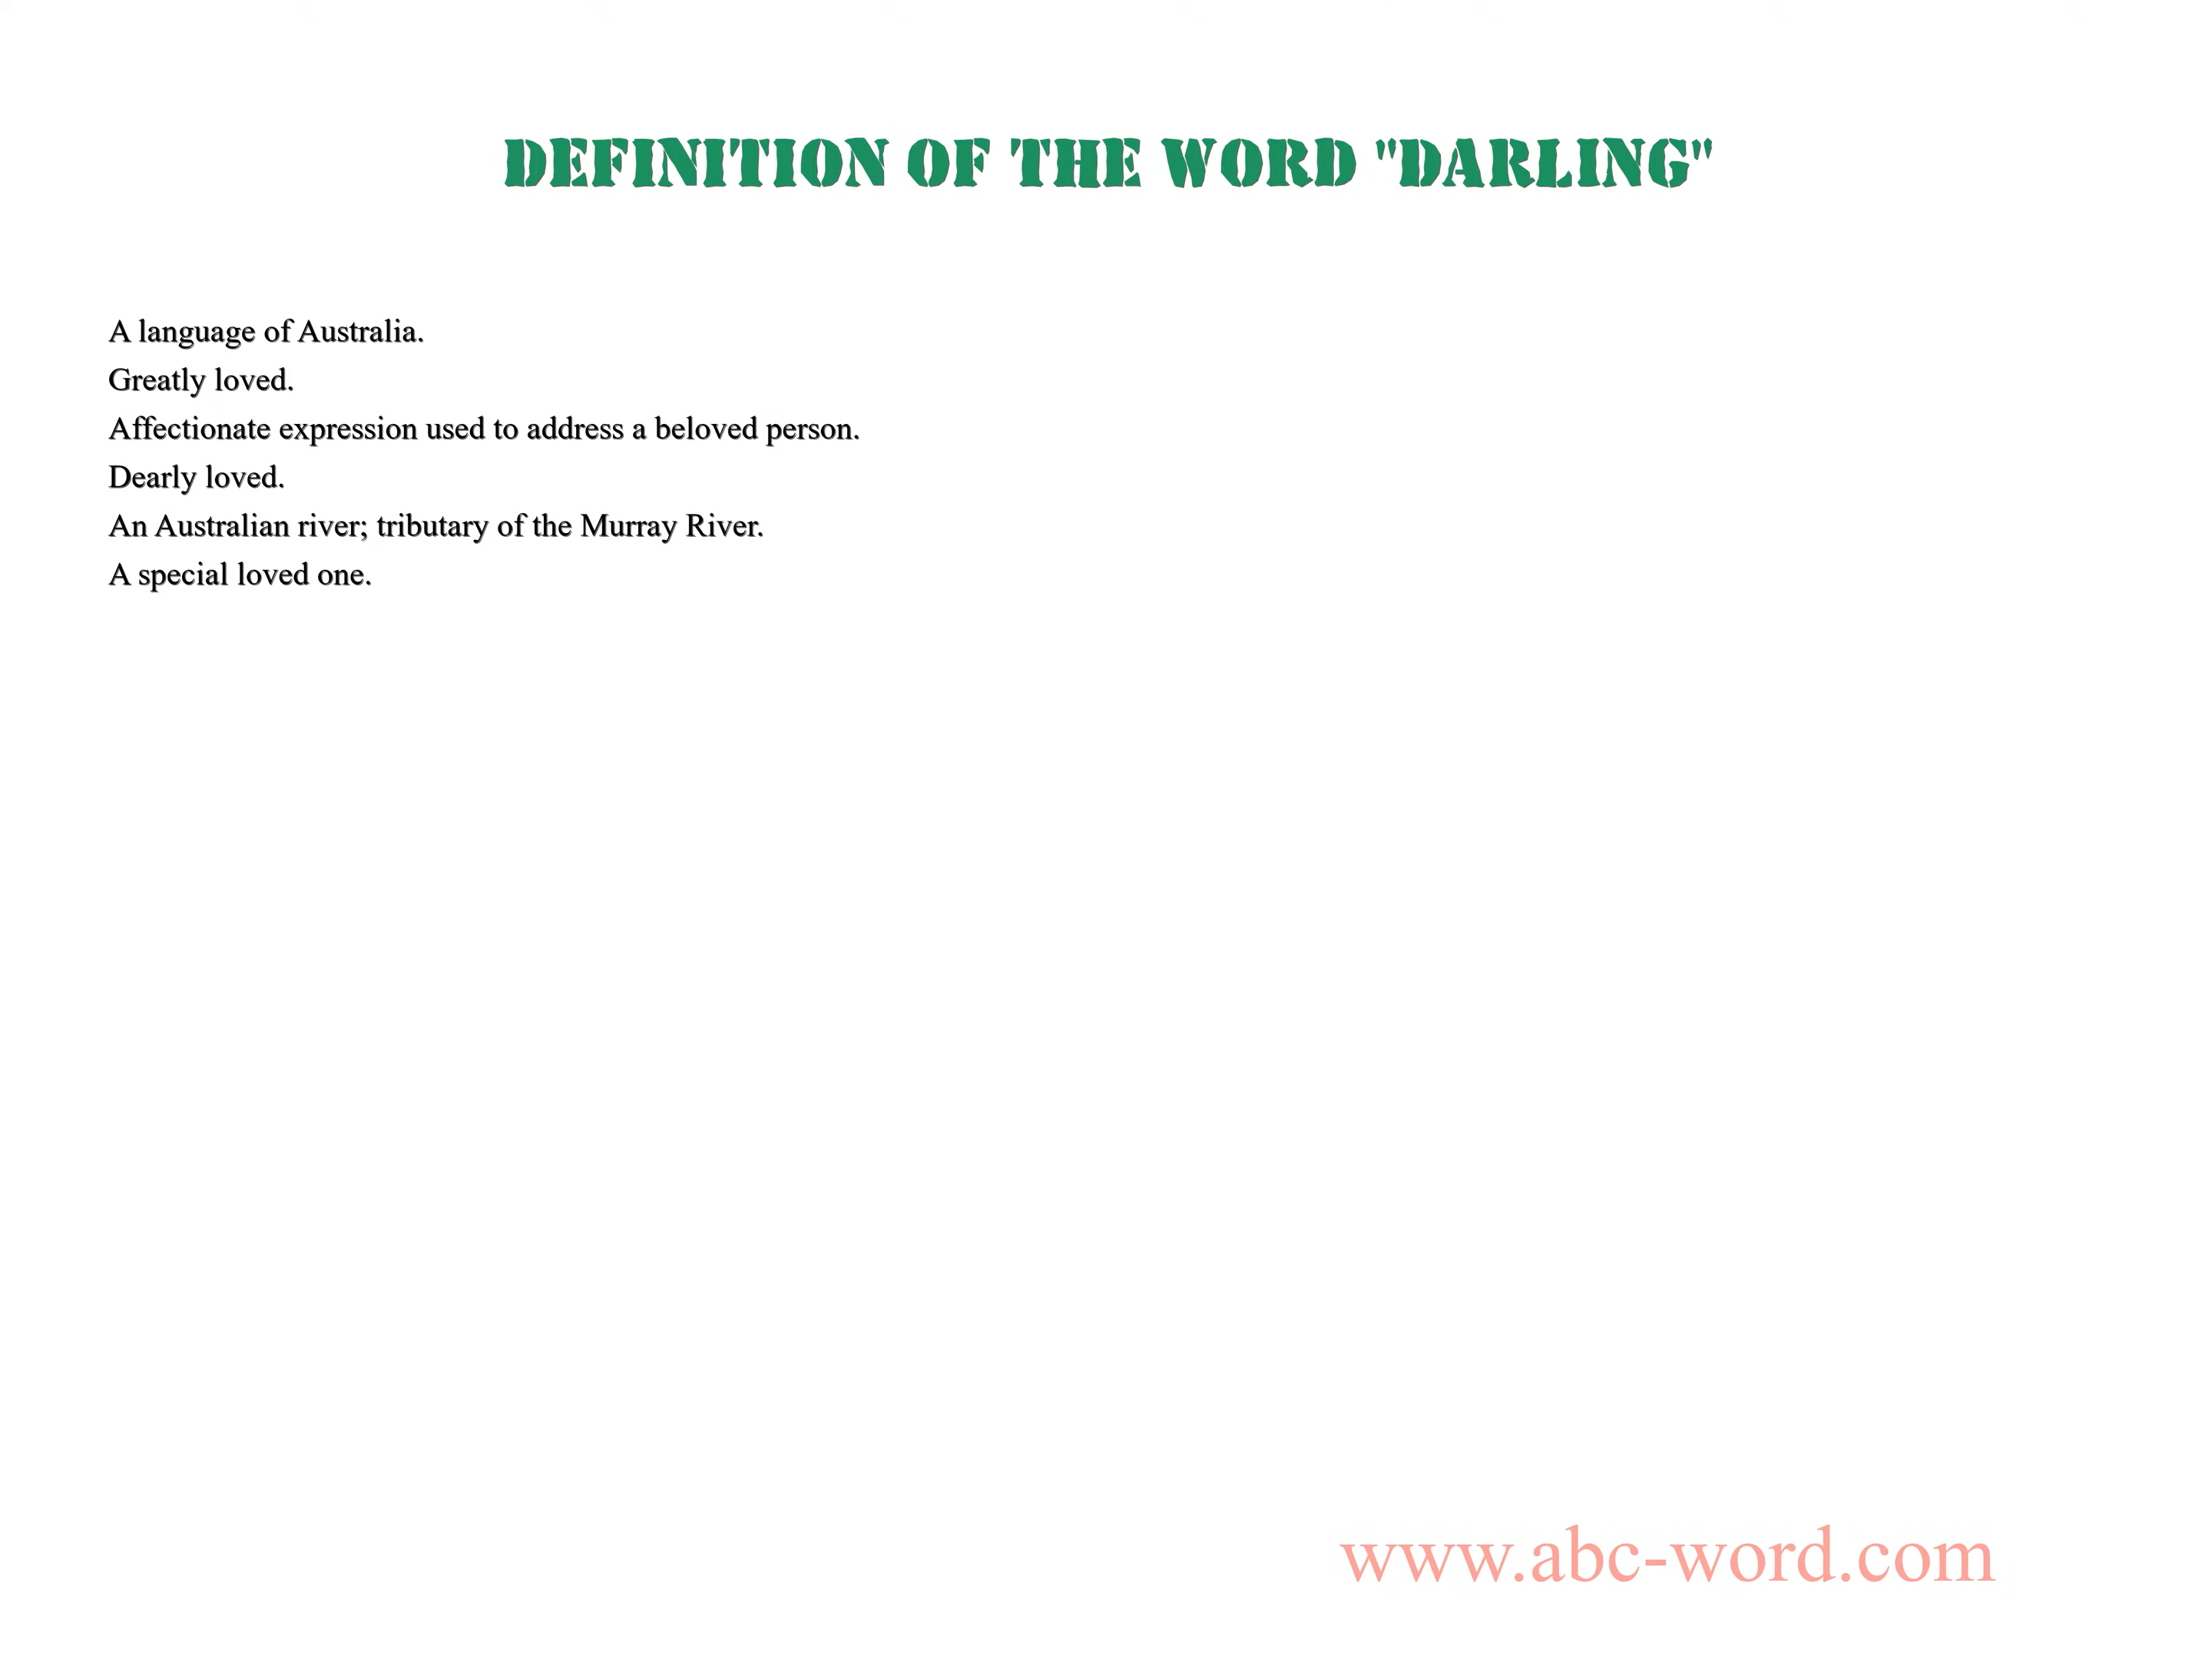 DEFINITION OF THE WORD "DARLING"
A language of Australia.
Greatly loved.
Affectionate expression used to address a beloved person.
Dearly loved.
An Australian river; tributary of the Murray River.
A special loved one.
www.abc-word.com